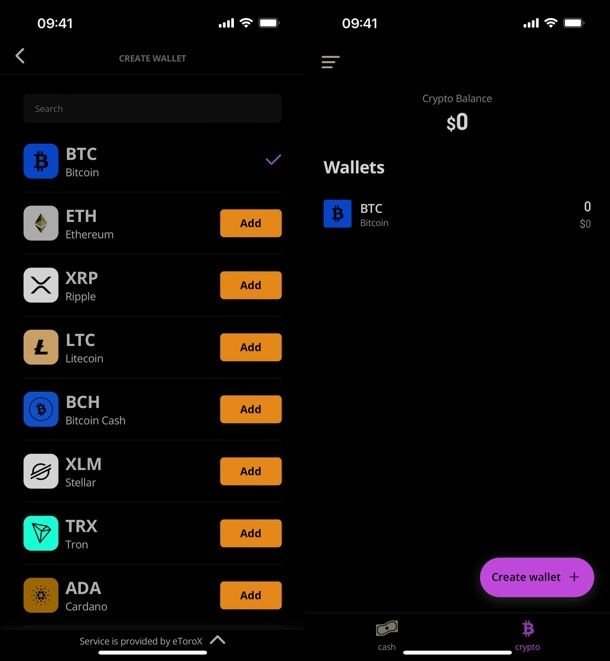 09:41
CREATE WALLET
Search
BTC
Bitcoin
ETH
Ethereum
Add
XRP
Ripple
Add
LTC
Litecoin
Add
BCH
Bitcoin Cash
Add
XLM
Stellar
Add
TRX
Tron
Add
ADA
Cardano
Add
Service is provided by eToroX
09:41
Crypto Balance
$0
Wallets
BTC 0
Bitcoin $0
Create wallet +
cash crypto